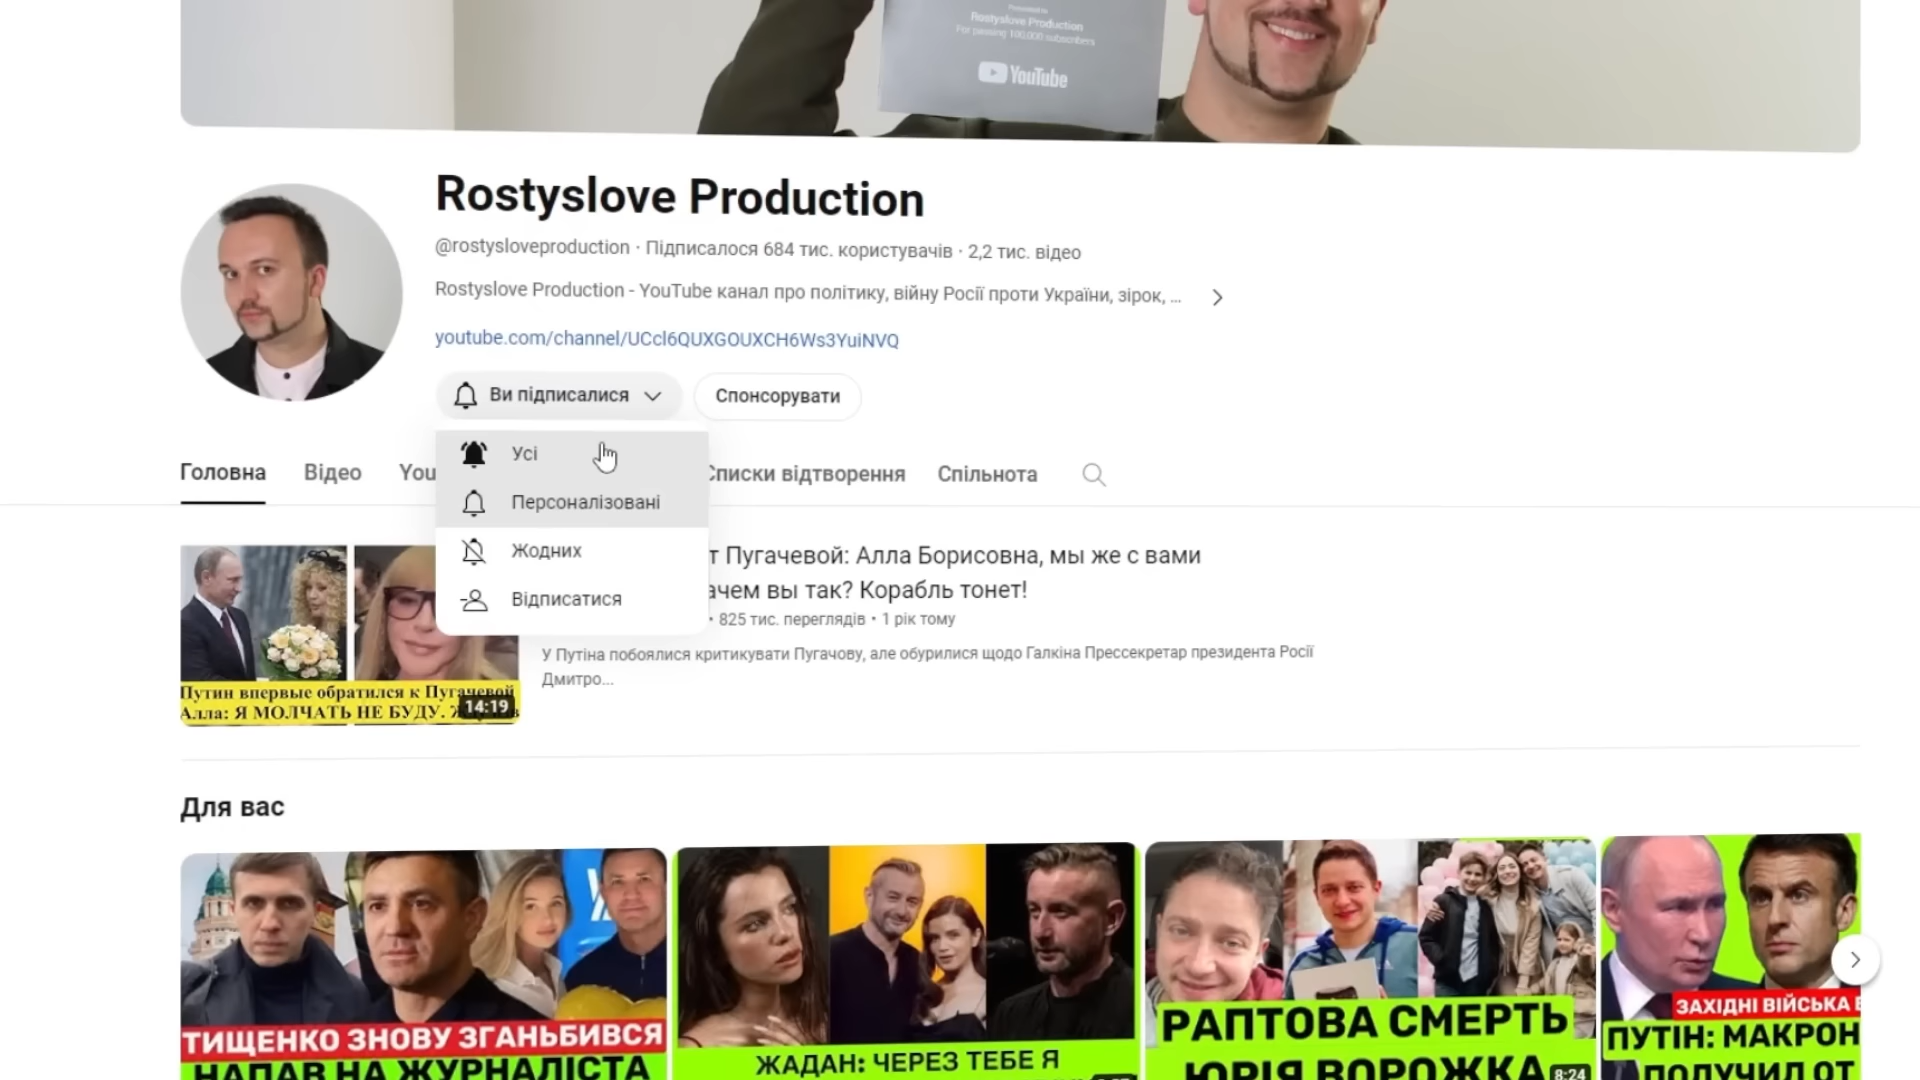 Presented to
Rostyslove Production
For passing 100,000 subscribers
YouTube
Rostyslove Production
@rostysloveproduction · Підписалося 684 тис. користувачів · 2,2 тис. відео
Rostyslove Production - YouTube канал про політику, війну Росії проти України, зірок, ...
youtube.com/channel/UCcl6QUXGOUXCH6Ws3YuiNVQ
Ви підписалися
Спонсорувати
Усі
Персоналізовані
Жодних
Відписатися
Головна
Відео
You
Списки відтворення
Спільнота
т Пугачевой: Алла Борисовна, мы же с вами
ачем вы так? Корабль тонет!
• 825 тис. переглядів • 1 рік тому
У Путіна побоялися критикувати Пугачову, але обурилися щодо Галкіна Прессекретар президента Росії
Дмитро...
Путин впервые обратился к Пугачевой
Алла: Я МОЛЧАТЬ НЕ БУДУ.
14:19
Для вас
ТИЩЕНКО ЗНОВУ ЗГАНЬБИВСЯ
НАПАВ НА ЖУРНАЛІСТА
ЖАДАН: ЧЕРЕЗ ТЕБЕ Я
РАПТОВА СМЕРТЬ
ЮРІЯ ВОРОЖКА
8:24
ЗАХІДНІ ВІЙСЬКА
ПУТІН: МАКРОН
ПОЛУЧИЛ ОТ